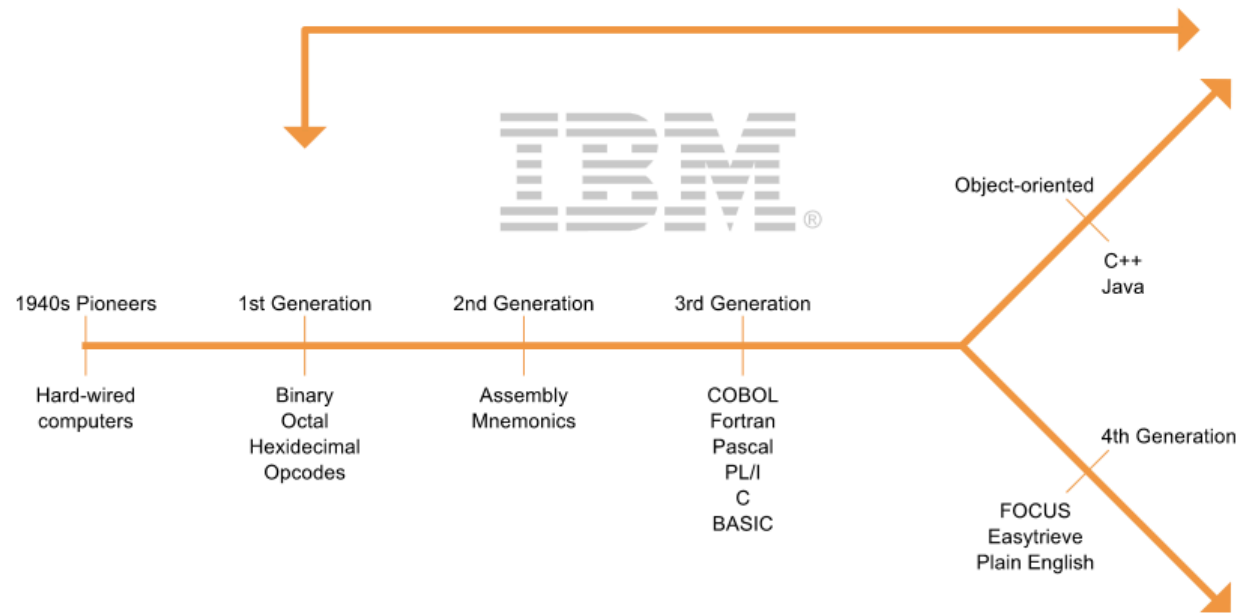 IBM®
Object-oriented
C++
Java
1940s Pioneers
1st Generation
2nd Generation
3rd Generation
Hard-wired
computers
Binary
Octal
Hexidecimal
Opcodes
Assembly
Mnemonics
COBOL
Fortran
Pascal
PL/I
C
BASIC
4th Generation
FOCUS
Easytrieve
Plain English